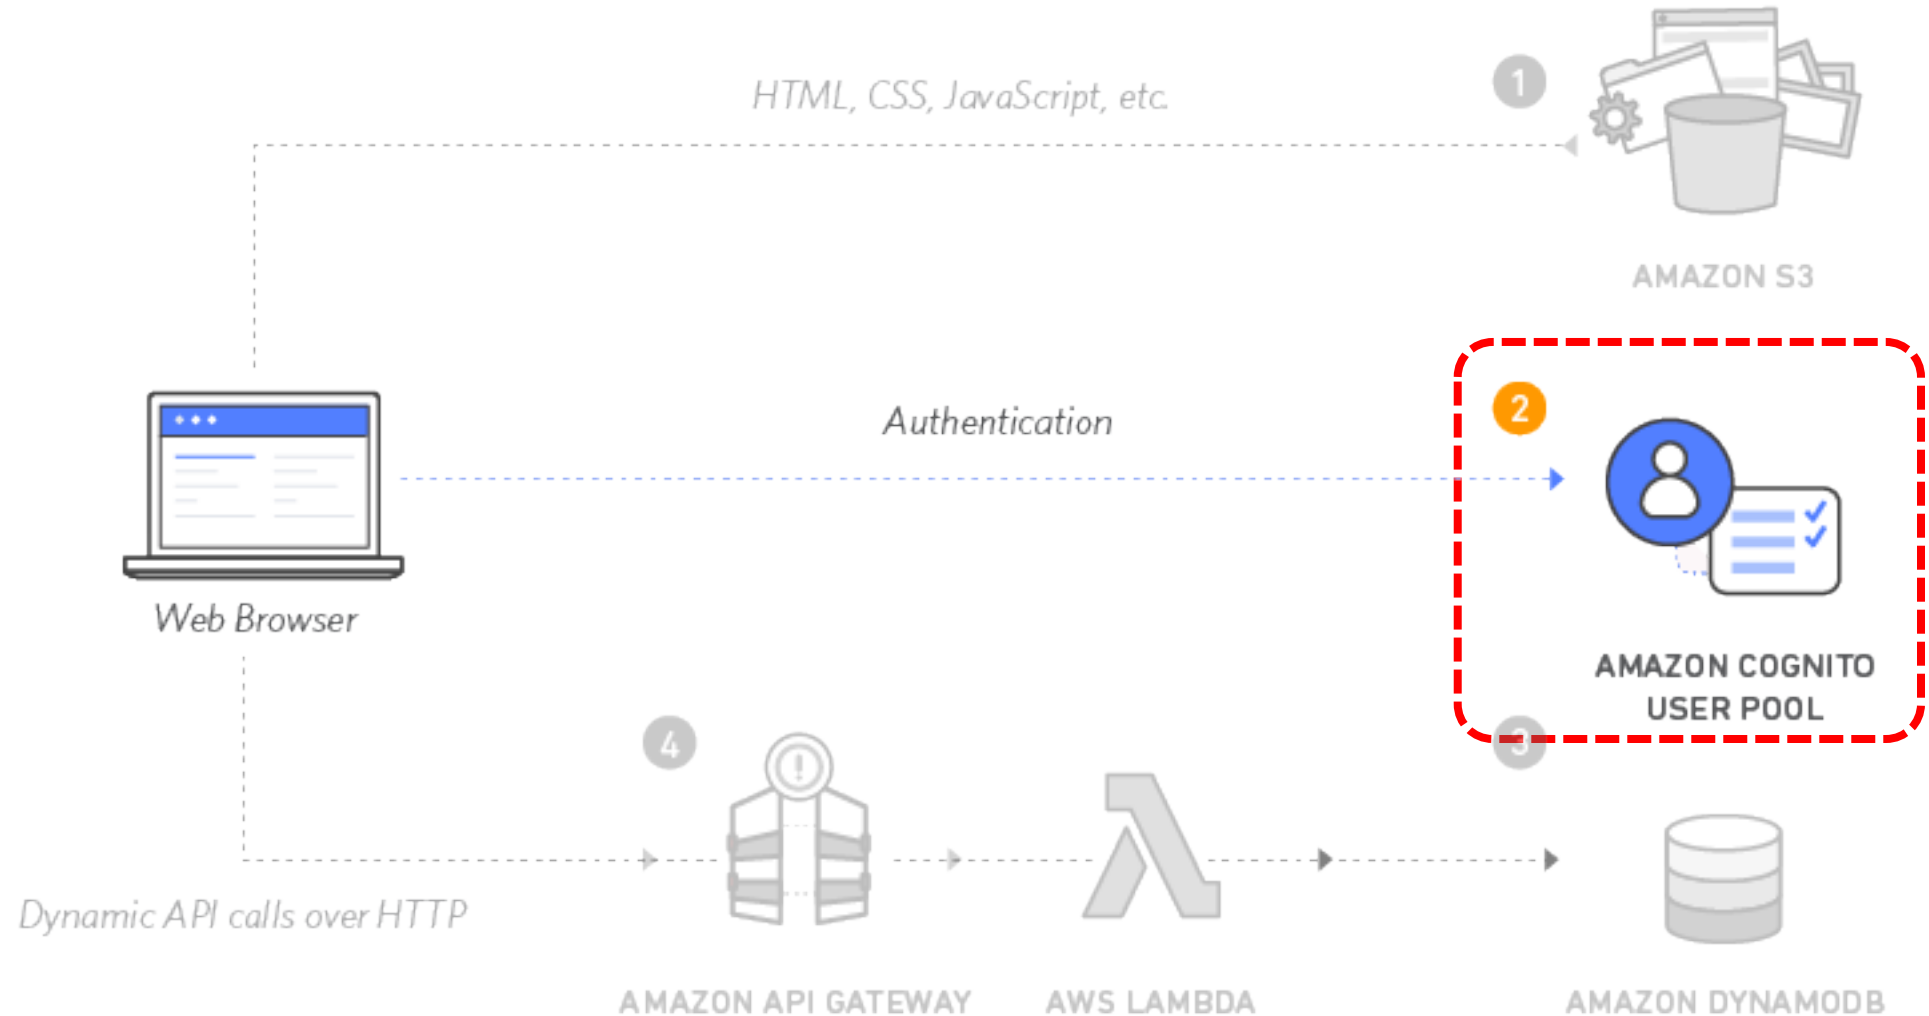 HTML, CSS, JavaScript, etc.
1
AMAZON S3
Authentication
2
Web Browser
AMAZON COGNITO
USER POOL
4
3
Dynamic API calls over HTTP
AMAZON API GATEWAY
AWS LAMBDA
AMAZON DYNAMODB